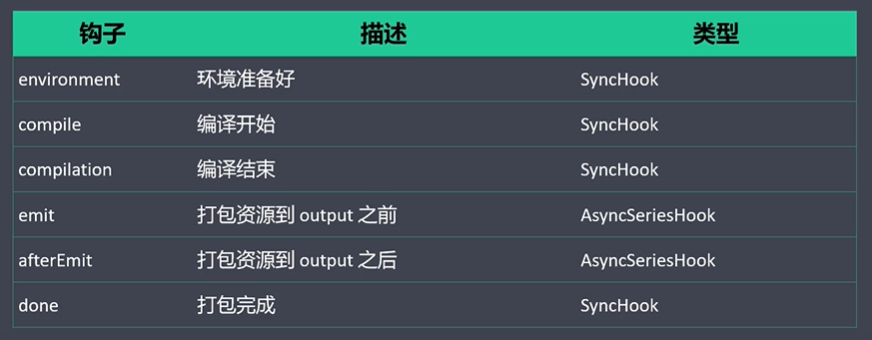 钩子 描述 类型
environment 环境准备好 SyncHook
compile 编译开始 SyncHook
compilation 编译结束 SyncHook
emit 打包资源到 output 之前 AsyncSeriesHook
afterEmit 打包资源到 output 之后 AsyncSeriesHook
done 打包完成 SyncHook